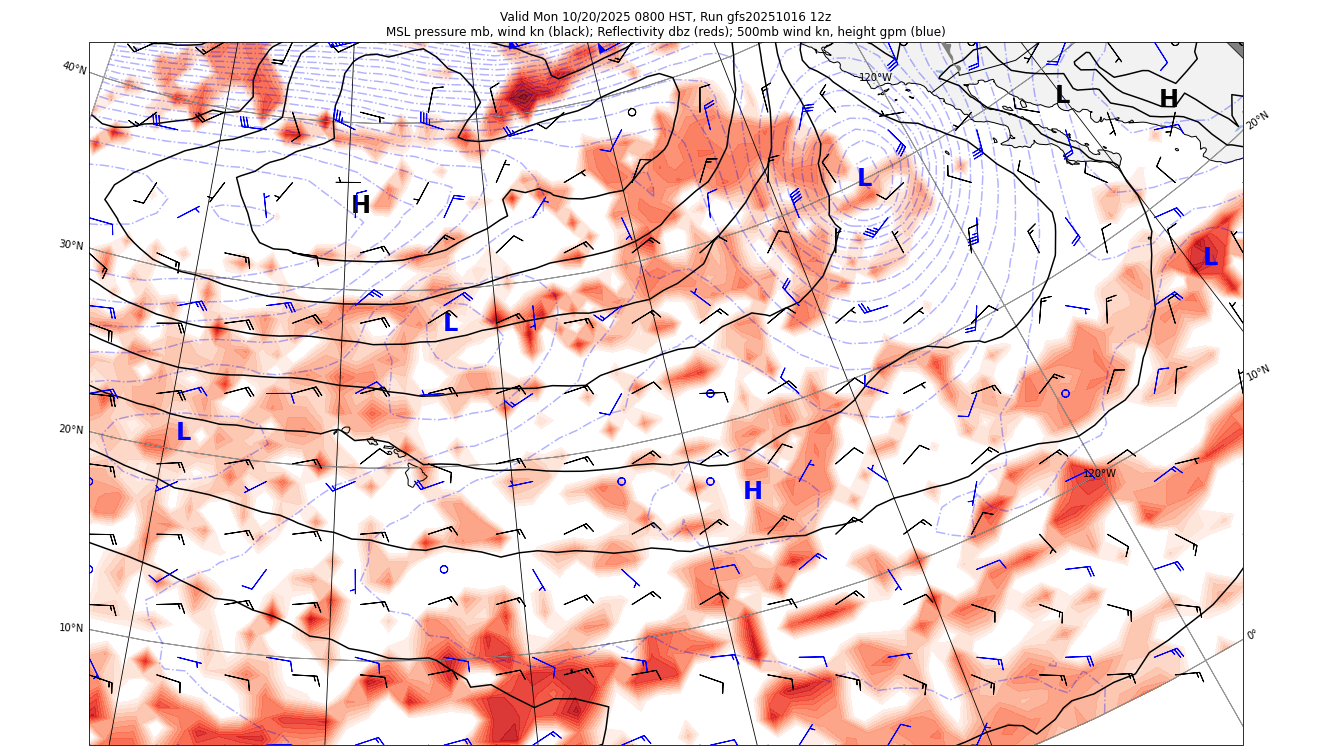 Valid Mon 10/20/2025 0800 HST, Run gfs20251016 12z
MSL pressure mb, wind kn (black); Reflectivity dbz (reds); 500mb wind kn, height gpm (blue)
40°N
120°W
L
H
20°N
L
H
30°N
L
L
10°N
20°N
L
120°W
H
10°N
0°